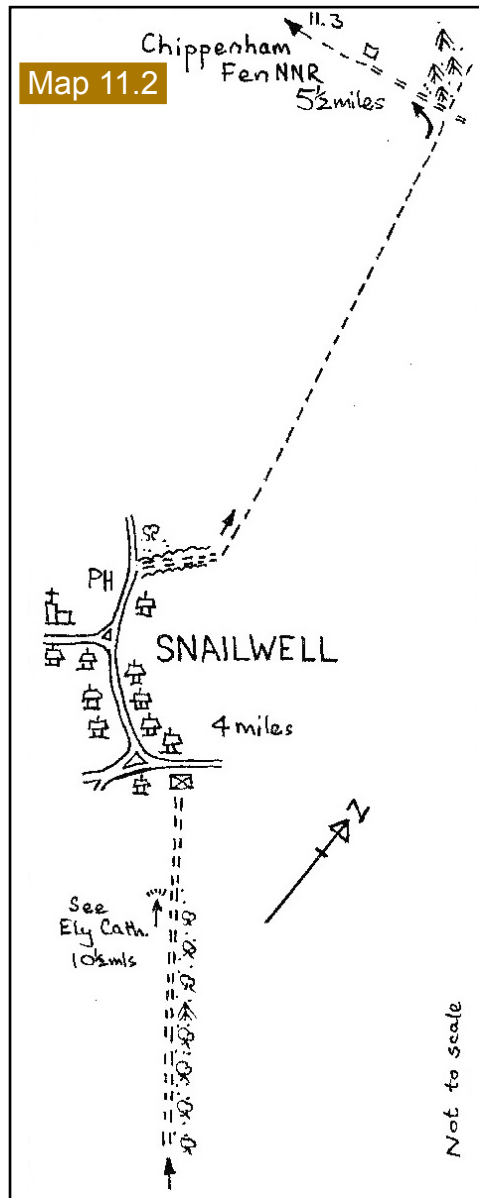 11.3
Chippenham
Fen NNR
5½ miles
Map 11.2
PH
SNAILWELL
4 miles
N
See
Ely Cath.
10½ mls
Not to scale